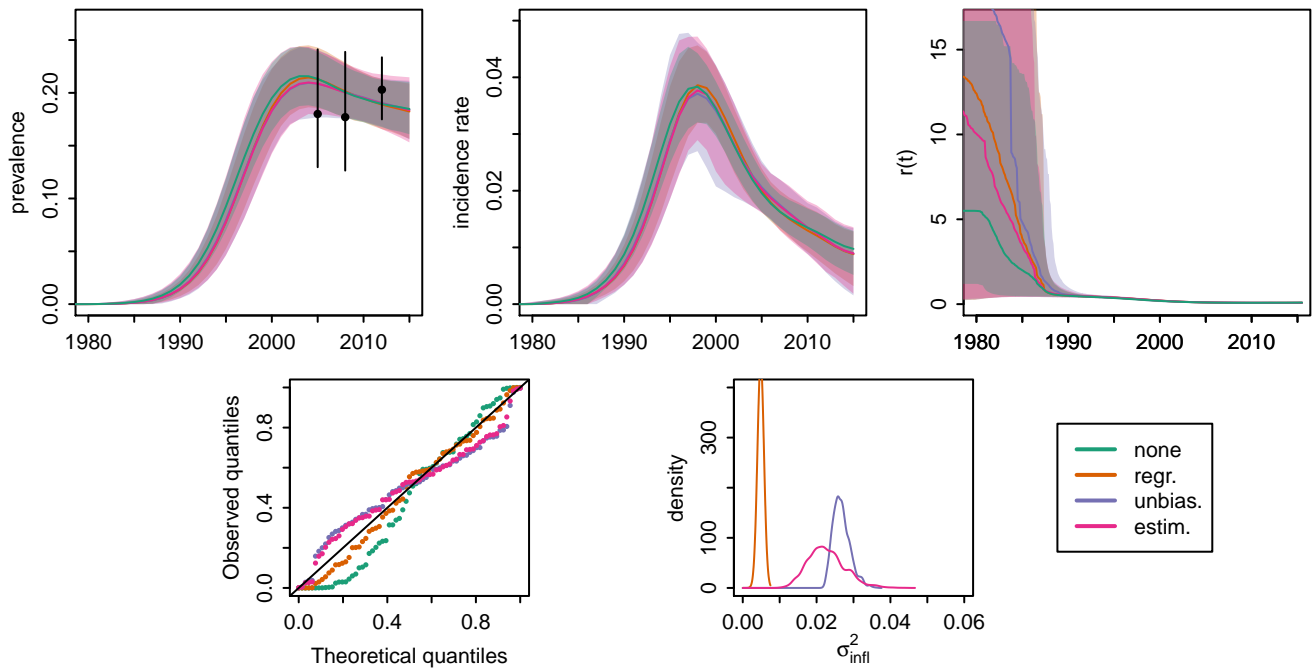 prevalence
0.00 0.10 0.20
1980 1990 2000 2010
incidence rate
0.00 0.02 0.04
1980 1990 2000 2010
r(t)
0 5 10 15
1980 1990 2000 2010
Observed quantiles
0.0 0.4 0.8
0.0 0.4 0.8
Theoretical quantiles
density
0 100 300
0.00 0.02 0.04 0.06
σ²infl
none
regr.
unbias.
estim.